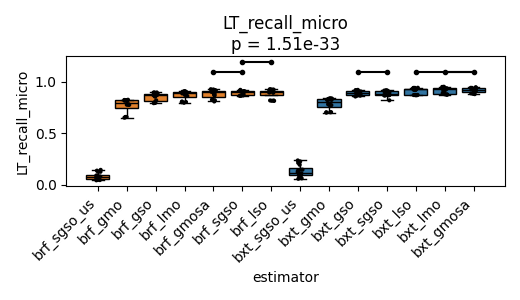 LT_recall_micro
p = 1.51e-33
LT_recall_micro
1.0
0.5
0.0
brf_sgso_us
brf_gmo
brf_gso
brf_lmo
brf_gmosa
brf_sgso
brf_lso
bxt_sgso_us
bxt_gmo
bxt_gso
bxt_sgso
bxt_lso
bxt_lmo
bxt_gmosa
estimator